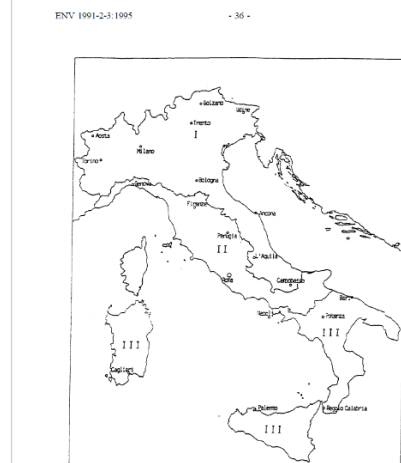 ENV 1991-2-3:1995 - 36 -
Bolzano
Udine
Trento
I
Aosta
Torino
Milano
Bologna
Genova
Firenze
Ancona
Perugia
II
L'Aquila
Roma
Campobasso
Bari
Napoli
Potenza
III
III
Cagliari
Palermo
Reggio Calabria
III